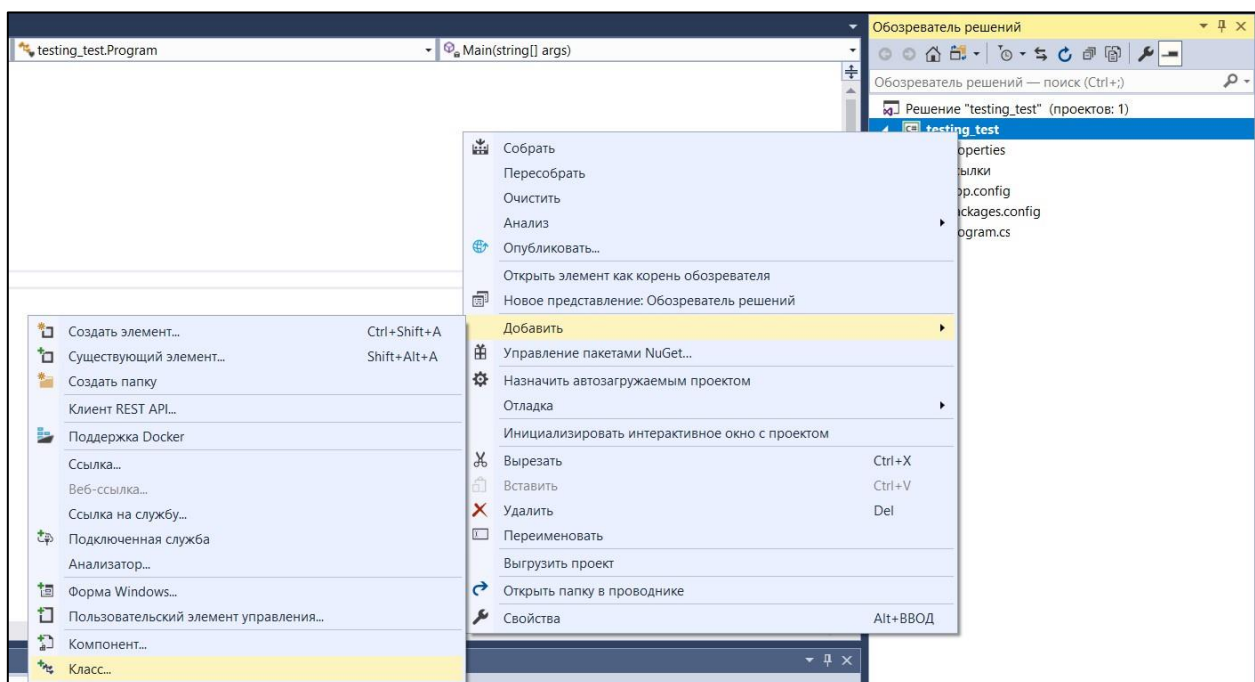 testing_test.Program
Main(string[] args)
Обозреватель решений
Обозреватель решений — поиск (Ctrl+;)
Решение "testing_test" (проектов: 1)
testing_test
operties
сылки
pp.config
ackages.config
ogram.cs
Собрать
Пересобрать
Очистить
Анализ
Опубликовать...
Открыть элемент как корень обозревателя
Новое представление: Обозреватель решений
Добавить
Управление пакетами NuGet...
Назначить автозагружаемым проектом
Отладка
Инициализировать интерактивное окно с проектом
Вырезать Ctrl+X
Вставить Ctrl+V
Удалить Del
Переименовать
Выгрузить проект
Открыть папку в проводнике
Свойства Alt+ВВОД
Создать элемент... Ctrl+Shift+A
Существующий элемент... Shift+Alt+A
Создать папку
Клиент REST API...
Поддержка Docker
Ссылка...
Веб-ссылка...
Ссылка на службу...
Подключенная служба
Анализатор...
Форма Windows...
Пользовательский элемент управления...
Компонент...
Класс...